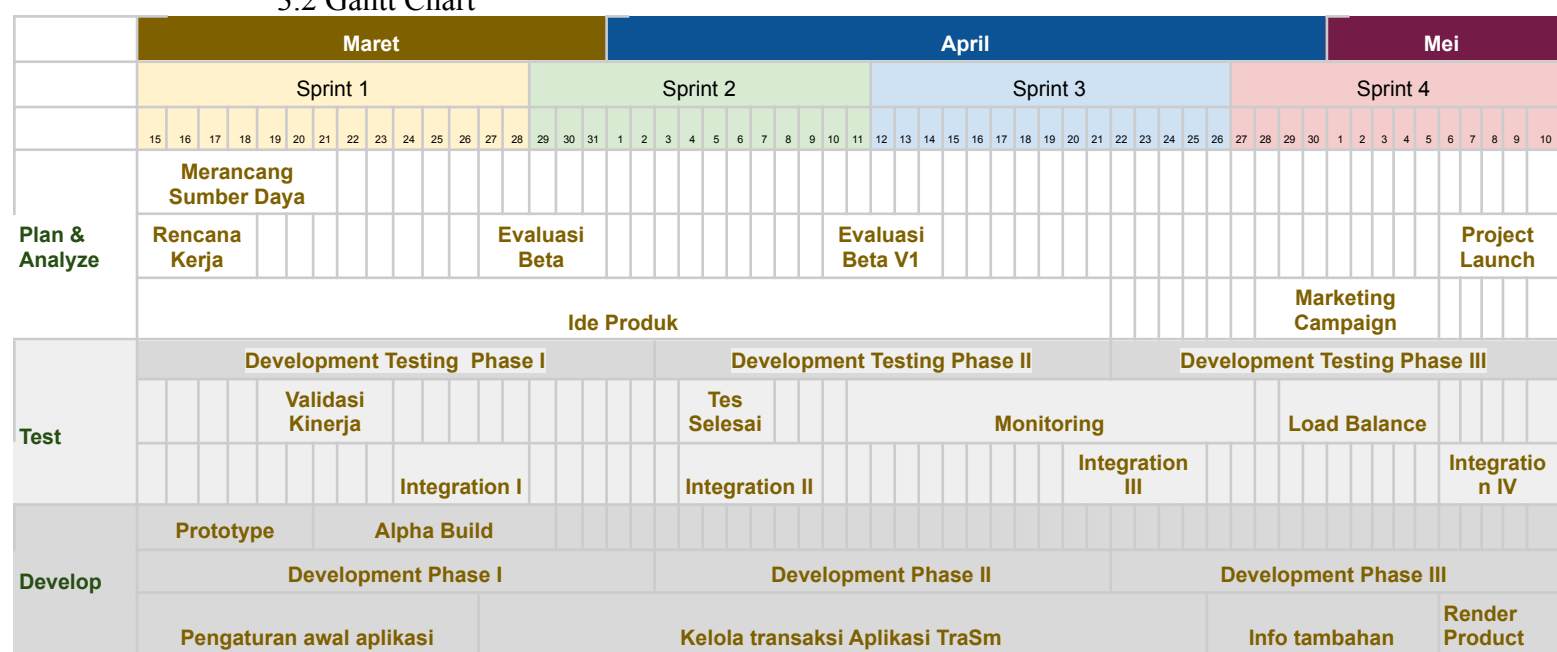 3.2 Gantt Chart
Maret April Mei
Sprint 1 Sprint 2 Sprint 3 Sprint 4
15 16 17 18 19 20 21 22 23 24 25 26 27 28 29 30 31 1 2 3 4 5 6 7 8 9 10 11 12 13 14 15 16 17 18 19 20 21 22 23 24 25 26 27 28 29 30 1 2 3 4 5 6 7 8 9 10
Plan &
Analyze
Merancang
Sumber Daya
Rencana
Kerja
Evaluasi
Beta
Evaluasi
Beta V1
Project
Launch
Ide Produk
Marketing
Campaign
Test
Development Testing Phase I
Development Testing Phase II
Development Testing Phase III
Validasi
Kinerja
Tes
Selesai
Monitoring
Load Balance
Integration I
Integration II
Integration
III
Integratio
n IV
Develop
Prototype
Alpha Build
Development Phase I
Development Phase II
Development Phase III
Pengaturan awal aplikasi
Kelola transaksi Aplikasi TraSm
Info tambahan
Render
Product